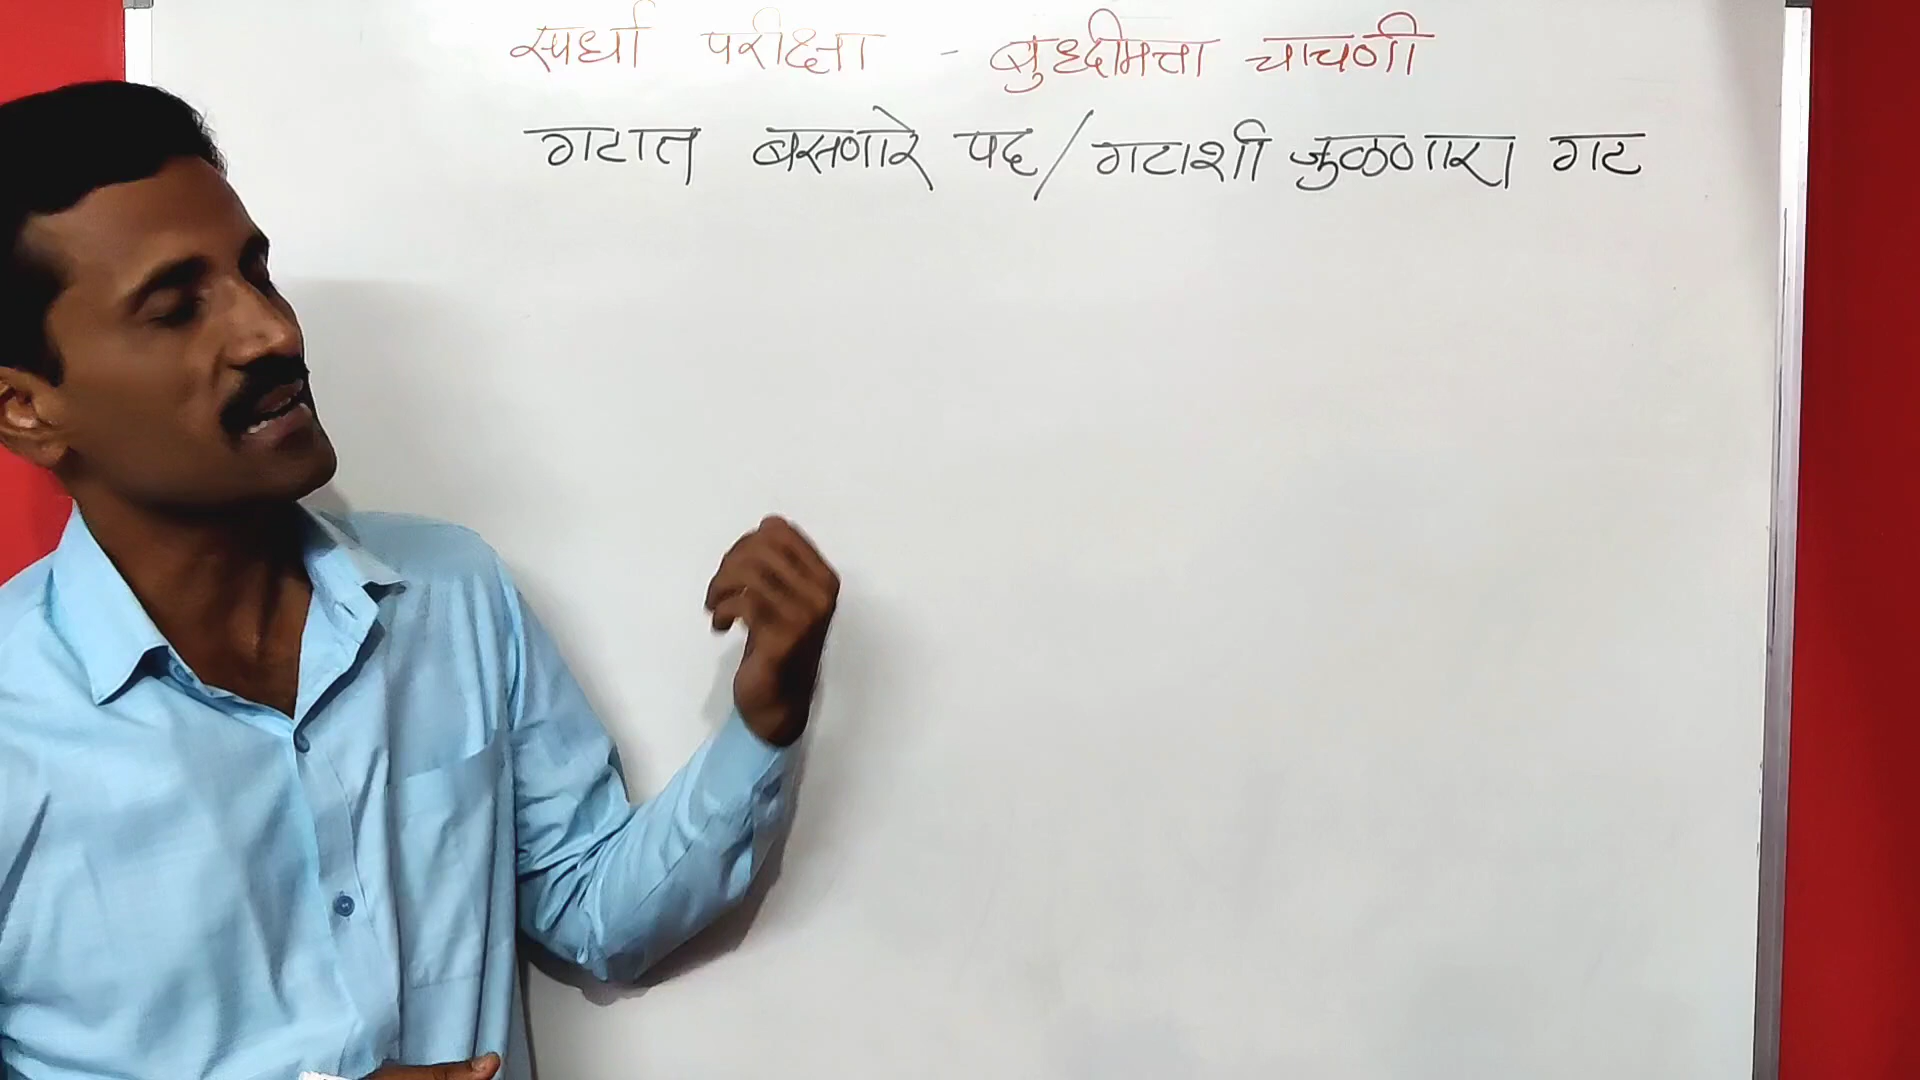 स्पर्धा परीक्षा - बुध्दीमत्ता चाचणी
गटात बसणारे पद/गटाशी जुळणारा गट